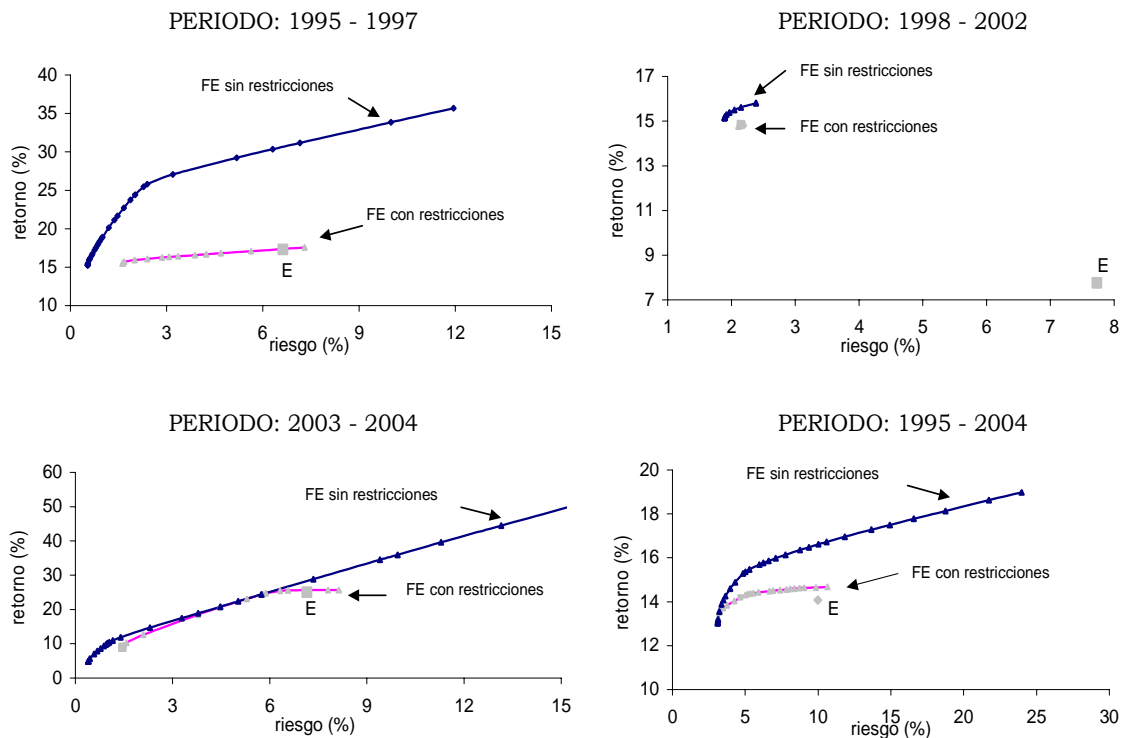 PERIODO: 1995 - 1997
40
35
30
25
20
15
10
retorno (%)
FE sin restricciones
FE con restricciones
E
0 3 6 9 12 15
riesgo (%)
PERIODO: 1998 - 2002
17
15
13
11
9
7
retorno (%)
FE sin restricciones
FE con restricciones
E
1 2 3 4 5 6 7 8
riesgo (%)
PERIODO: 2003 - 2004
60
50
40
30
20
10
0
retorno (%)
FE sin restricciones
FE con restricciones
E
0 3 6 9 12 15
riesgo (%)
PERIODO: 1995 - 2004
20
18
16
14
12
10
retorno (%)
FE sin restricciones
FE con restricciones
E
0 5 10 15 20 25 30
riesgo (%)